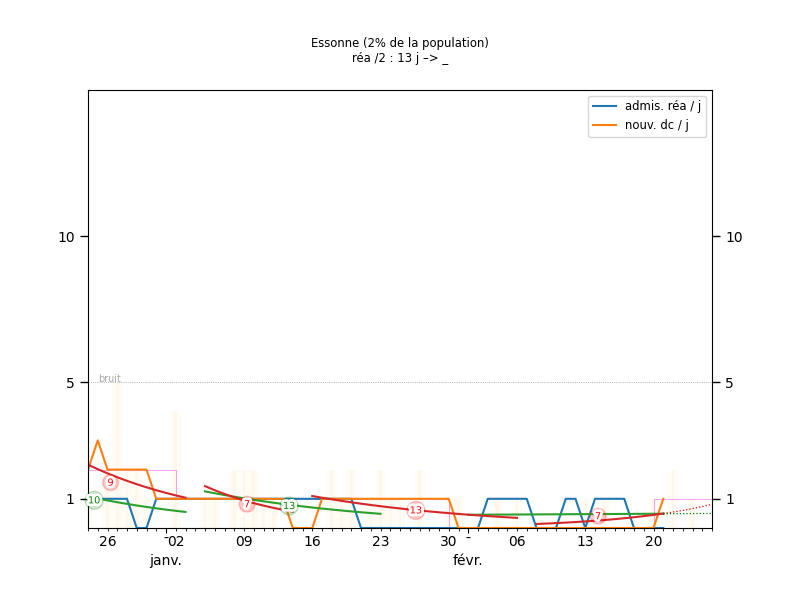 Essonne (2% de la population)
réa /2 : 13 j –> _
admis. réa / j
nouv. dc / j
10 10
bruit
5 5
9
10 7 13 13 7
1 1
26 02 09 16 23 30 06 13 20
janv. févr.